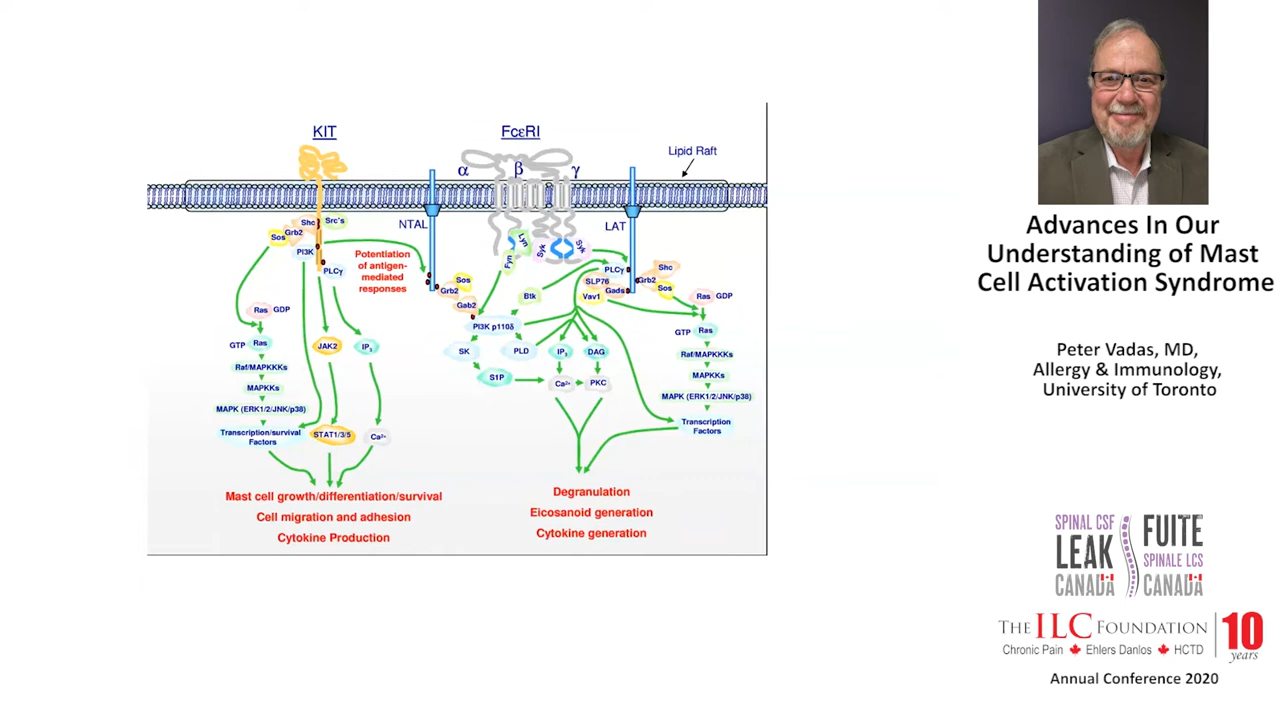 KIT
FcεRI
Lipid Raft
α
β
γ
NTAL
LAT
Shc
Src's
Grb2
Sos
PI3K
PLCγ
Potentiation
of antigen-
mediated
responses
Lyn
Fyn
Syk
Syk
Sos
Grb2
Gab2
PLCγ
SLP76
Gads
Vav1
Grb2
Shc
Sos
Btk
PI3K p110δ
Ras GDP
GTP Ras
Raf/MAPKKKs
MAPKKs
MAPK (ERK1/2/JNK/p38)
Transcription/survival
Factors
JAK2
IP₃
STAT1/3/5
Ca²⁺
SK
PLD
S1P
IP₃
DAG
Ca²⁺
PKC
Ras GDP
GTP Ras
Raf/MAPKKKs
MAPKKs
MAPK (ERK1/2/JNK/p38)
Transcription
Factors
Mast cell growth/differentiation/survival
Cell migration and adhesion
Cytokine Production
Degranulation
Eicosanoid generation
Cytokine generation
Advances In Our
Understanding of Mast
Cell Activation Syndrome
Peter Vadas, MD,
Allergy & Immunology,
University of Toronto
SPINAL CSF
LEAK
CANADA
FUITE
SPINALE LCS
CANADA
THE ILC FOUNDATION
Chronic Pain Ehlers Danlos HCTD
10
years
Annual Conference 2020